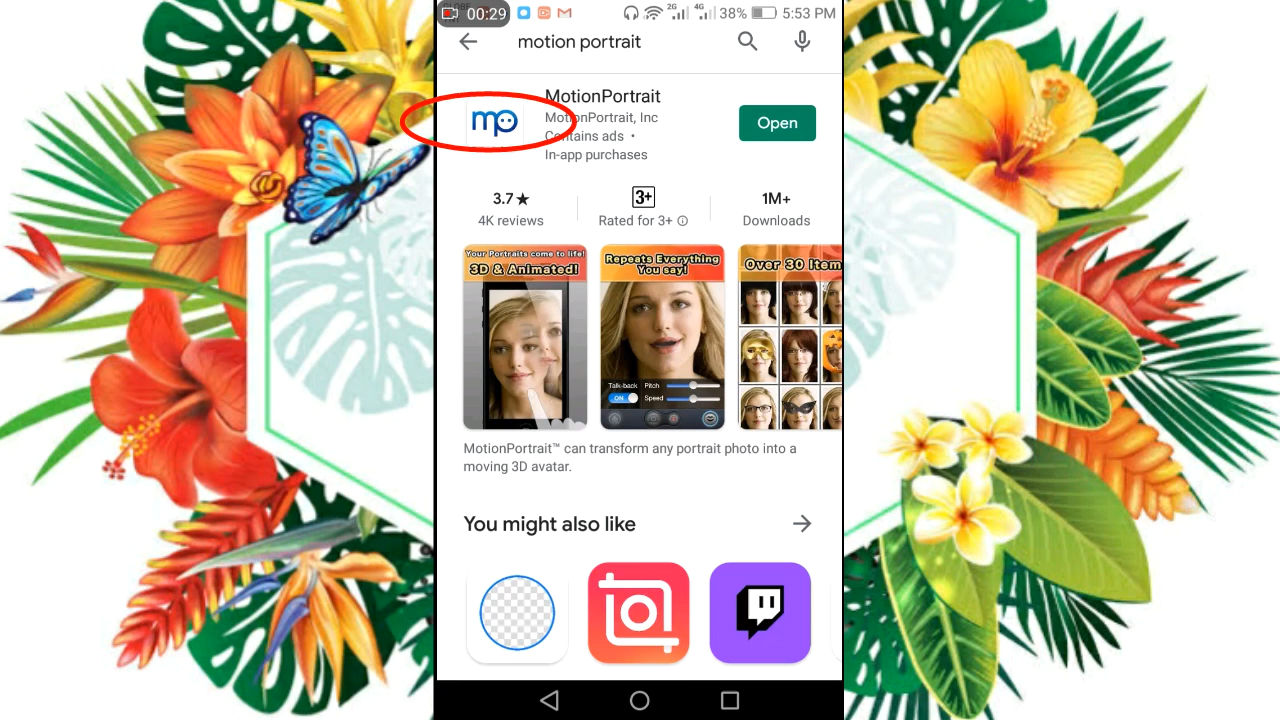 00:29
2G
4G
38%
5:53 PM
motion portrait
mp
MotionPortrait
MotionPortrait, Inc
Contains ads •
In-app purchases
Open
3.7★
4K reviews
3+
Rated for 3+
1M+
Downloads
Your Portraits come to life!
3D & Animated!
Repeats Everything
You say!
Talk-back
ON
Pitch
Speed
Over 30 Item
MotionPortrait™ can transform any portrait photo into a
moving 3D avatar.
You might also like